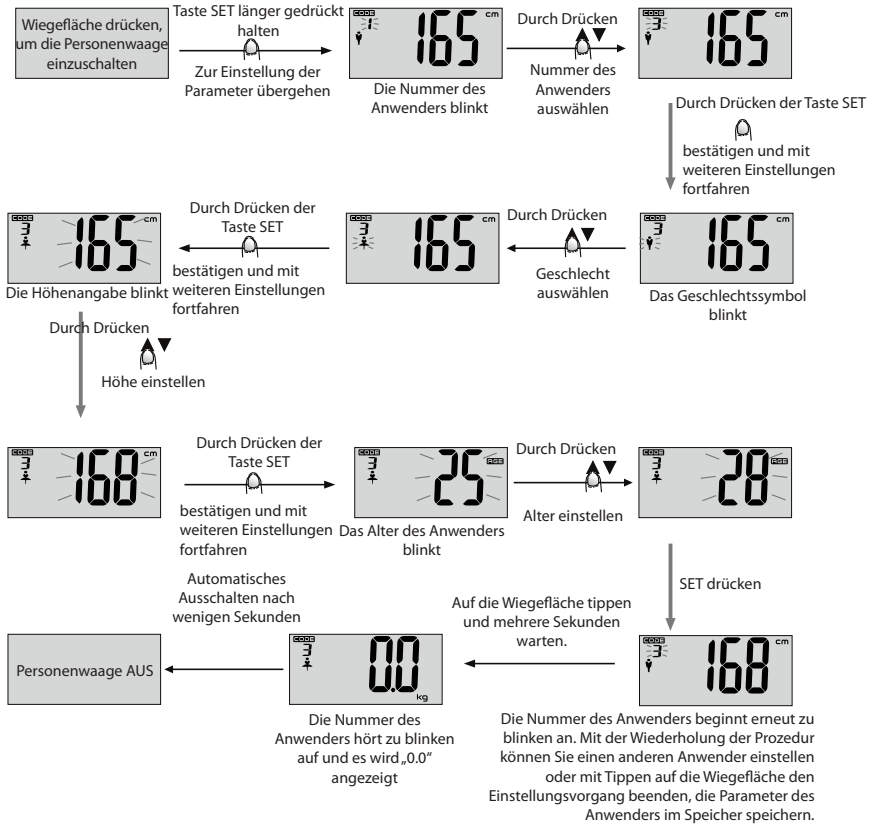 Wiegefläche drücken,
um die Personenwaage
einzuschalten
Taste SET länger gedrückt
halten
Zur Einstellung der
Parameter übergehen
CODE
1
165
cm
Die Nummer des
Anwenders blinkt
Durch Drücken
Nummer des
Anwenders
auswählen
CODE
3
165
cm
Durch Drücken der Taste SET
bestätigen und mit
weiteren Einstellungen
fortfahren
CODE
3
165
cm
Das Geschlechtssymbol
blinkt
Durch Drücken
Geschlecht
auswählen
CODE
3
165
cm
Durch Drücken der
Taste SET
bestätigen und mit
weiteren Einstellungen
fortfahren
CODE
3
165
cm
Die Höhenangabe blinkt
Durch Drücken
Höhe einstellen
CODE
3
168
cm
Durch Drücken der
Taste SET
bestätigen und mit
weiteren Einstellungen
fortfahren
CODE
3
25
AGE
Das Alter des Anwenders
blinkt
Durch Drücken
Alter einstellen
CODE
3
28
AGE
SET drücken
CODE
3
168
cm
Die Nummer des Anwenders beginnt erneut zu
blinken an. Mit der Wiederholung der Prozedur
können Sie einen anderen Anwender einstellen
oder mit Tippen auf die Wiegefläche den
Einstellungsvorgang beenden, die Parameter des
Anwenders im Speicher speichern.
Auf die Wiegefläche tippen
und mehrere Sekunden
warten.
CODE
3
0.0
kg
Die Nummer des
Anwenders hört zu blinken
auf und es wird „0.0“
angezeigt
Automatisches
Ausschalten nach
wenigen Sekunden
Personenwaage AUS